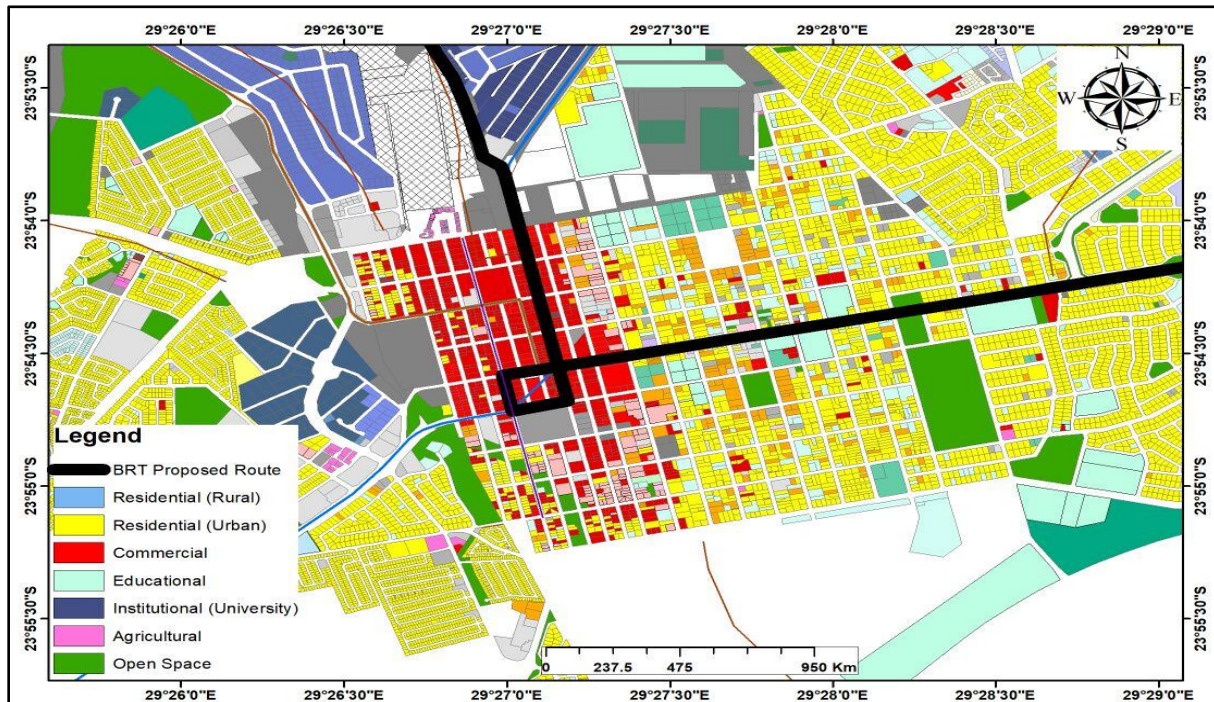 29°26'0"E 29°26'30"E 29°27'0"E 29°27'30"E 29°28'0"E 29°28'30"E 29°29'0"E
23°53'30"S
23°54'0"S
23°54'30"S
23°55'0"S
23°55'30"S
N
W E
S
23°53'30"S
23°54'0"S
23°54'30"S
23°55'0"S
23°55'30"S
Legend
BRT Proposed Route
Residential (Rural)
Residential (Urban)
Commercial
Educational
Institutional (University)
Agricultural
Open Space
0 237.5 475 950 Km
29°26'0"E 29°26'30"E 29°27'0"E 29°27'30"E 29°28'0"E 29°28'30"E 29°29'0"E